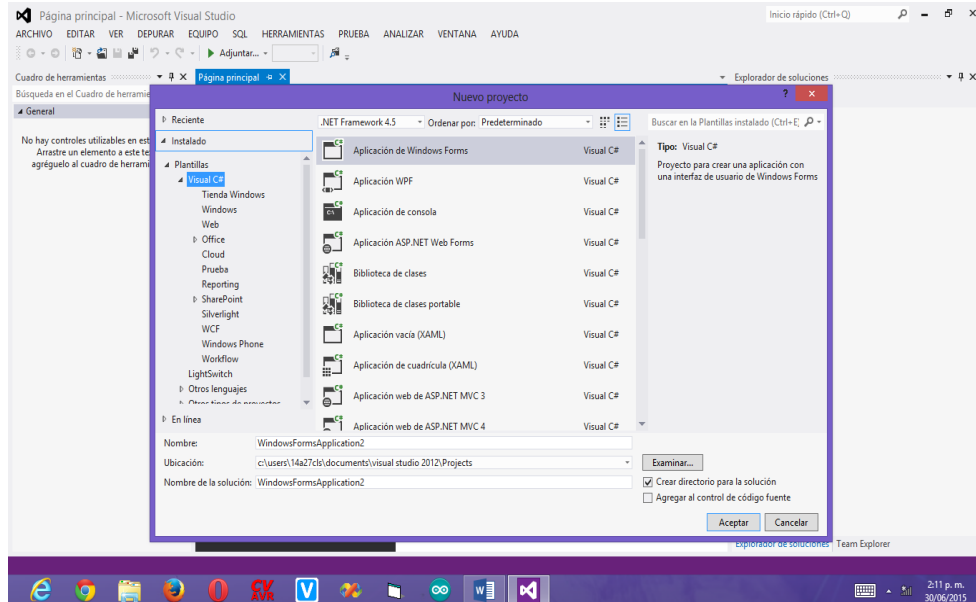 Página principal - Microsoft Visual Studio
Inicio rápido (Ctrl+Q)
ARCHIVO EDITAR VER DEPURAR EQUIPO SQL HERRAMIENTAS PRUEBA ANALIZAR VENTANA AYUDA
Adjuntar...
Cuadro de herramientas
Página principal
Explorador de soluciones
Búsqueda en el Cuadro de herramie
General
No hay controles utilizables en est
Arrastre un elemento a este te
agréguelo al cuadro de herrami
Nuevo proyecto
Reciente
Instalado
Plantillas
Visual C#
Tienda Windows
Windows
Web
Office
Cloud
Prueba
Reporting
SharePoint
Silverlight
WCF
Windows Phone
Workflow
LightSwitch
Otros lenguajes
Otros tipos de proyectos
En línea
.NET Framework 4.5 Ordenar por: Predeterminado
Aplicación de Windows Forms Visual C#
Aplicación WPF Visual C#
Aplicación de consola Visual C#
Aplicación ASP.NET Web Forms Visual C#
Biblioteca de clases Visual C#
Biblioteca de clases portable Visual C#
Aplicación vacía (XAML) Visual C#
Aplicación de cuadrícula (XAML) Visual C#
Aplicación web de ASP.NET MVC 3 Visual C#
Aplicación web de ASP.NET MVC 4 Visual C#
Buscar en la Plantillas instalado (Ctrl+E)
Tipo: Visual C#
Proyecto para crear una aplicación con
una interfaz de usuario de Windows Forms
Nombre: WindowsFormsApplication2
Ubicación: c:\users\14a27cls\documents\visual studio 2012\Projects
Examinar...
Nombre de la solución: WindowsFormsApplication2
Crear directorio para la solución
Agregar al control de código fuente
Aceptar Cancelar
Explorador de soluciones Team Explorer
2:11 p. m.
30/06/2015